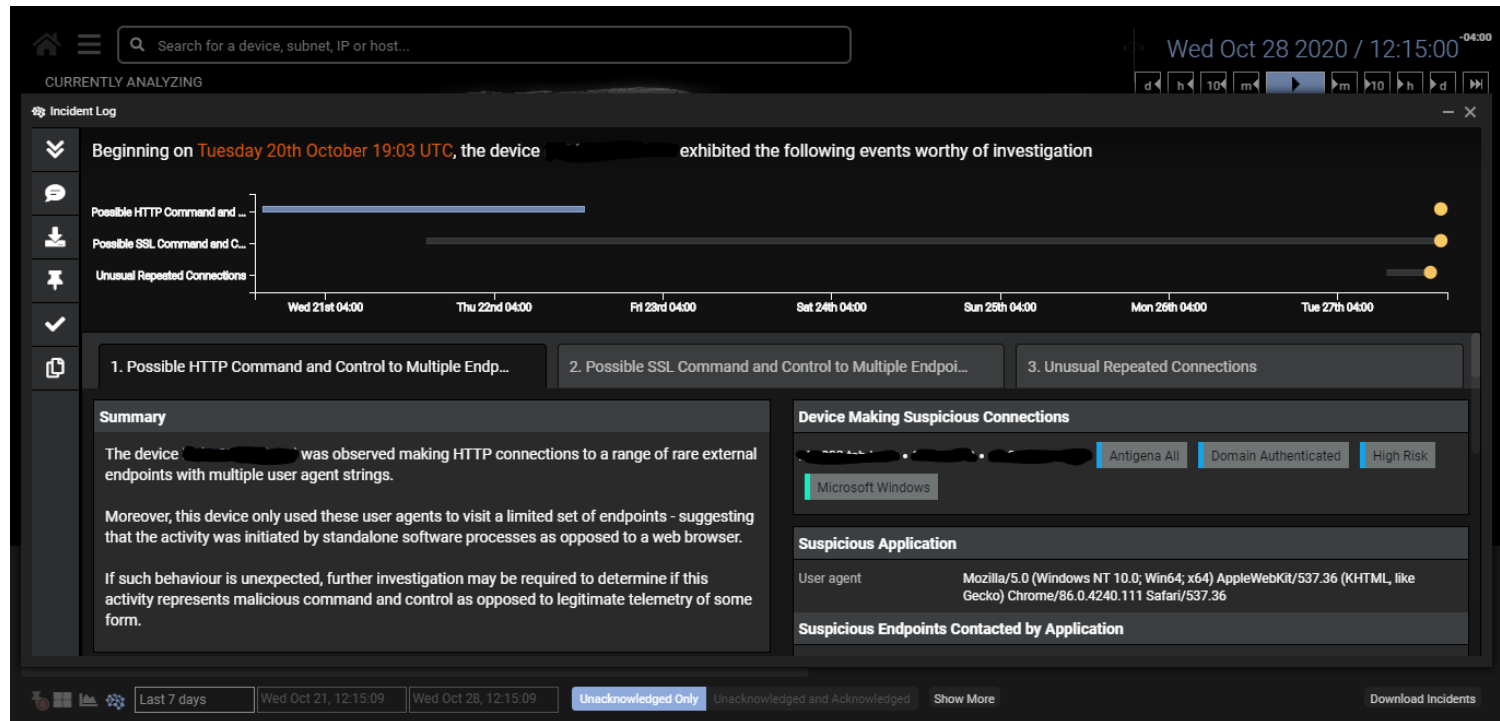 Search for a device, subnet, IP or host...
Wed Oct 28 2020 / 12:15:00 -04:00
CURRENTLY ANALYZING
d h 10 m m 10 h d
Incident Log
Beginning on Tuesday 20th October 19:03 UTC, the device exhibited the following events worthy of investigation
Possible HTTP Command and ...
Possible SSL Command and C...
Unusual Repeated Connections
Wed 21st 04:00 Thu 22nd 04:00 Fri 23rd 04:00 Sat 24th 04:00 Sun 25th 04:00 Mon 26th 04:00 Tue 27th 04:00
1. Possible HTTP Command and Control to Multiple Endp...
2. Possible SSL Command and Control to Multiple Endpoi...
3. Unusual Repeated Connections
Summary
The device was observed making HTTP connections to a range of rare external
endpoints with multiple user agent strings.
Moreover, this device only used these user agents to visit a limited set of endpoints - suggesting
that the activity was initiated by standalone software processes as opposed to a web browser.
If such behaviour is unexpected, further investigation may be required to determine if this
activity represents malicious command and control as opposed to legitimate telemetry of some
form.
Device Making Suspicious Connections
Antigena All Domain Authenticated High Risk
Microsoft Windows
Suspicious Application
User agent Mozilla/5.0 (Windows NT 10.0; Win64; x64) AppleWebKit/537.36 (KHTML, like
Gecko) Chrome/86.0.4240.111 Safari/537.36
Suspicious Endpoints Contacted by Application
Last 7 days Wed Oct 21, 12:15:09 Wed Oct 28, 12:15:09 Unacknowledged Only Unacknowledged and Acknowledged Show More Download Incidents